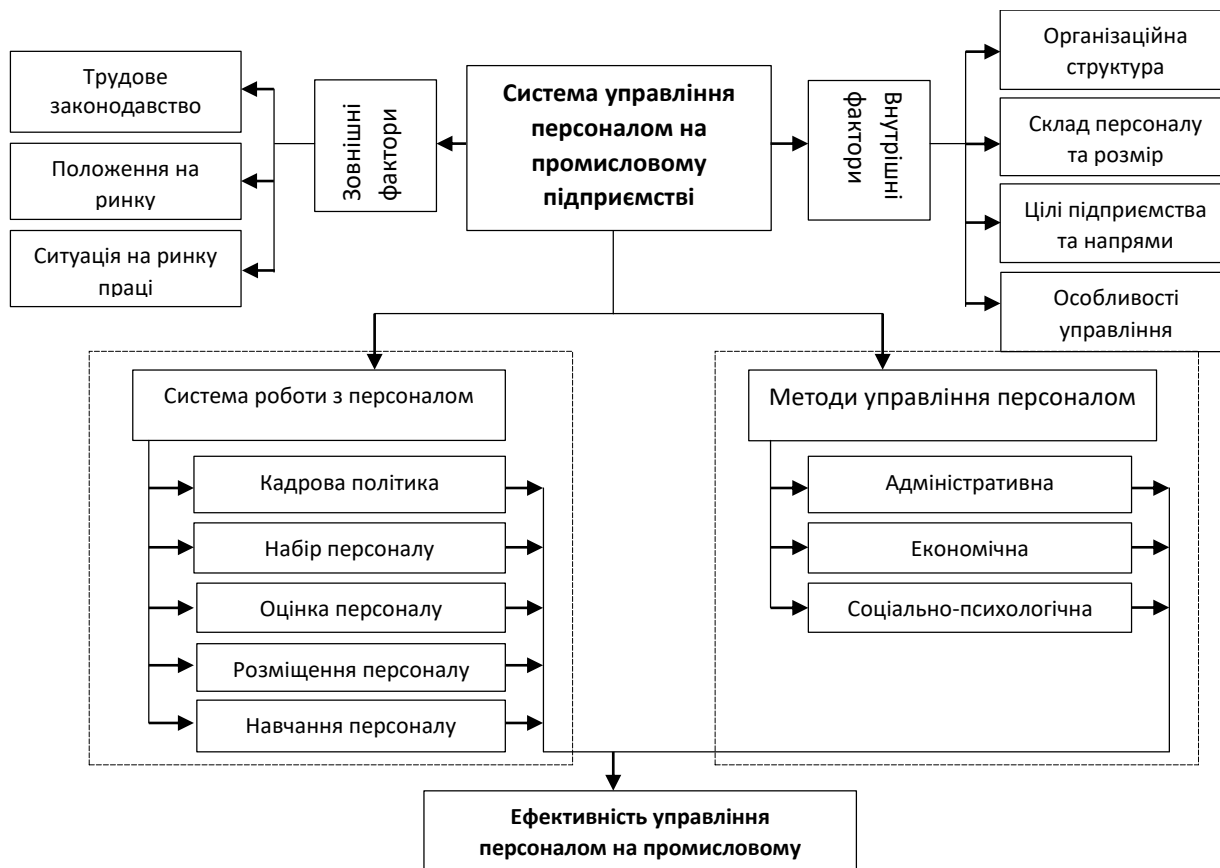 Трудове
законодавство
Положення на
ринку
Ситуація на ринку
праці
Зовнішні
фактори
Система управління
персоналом на
промисловому
підприємстві
Внутрішні
фактори
Організаційна
структура
Склад персоналу
та розмір
Цілі підприємства
та напрями
Особливості
управління
Система роботи з персоналом
Кадрова політика
Набір персоналу
Оцінка персоналу
Розміщення персоналу
Навчання персоналу
Методи управління персоналом
Адміністративна
Економічна
Соціально-психологічна
Ефективність управління
персоналом на промисловому